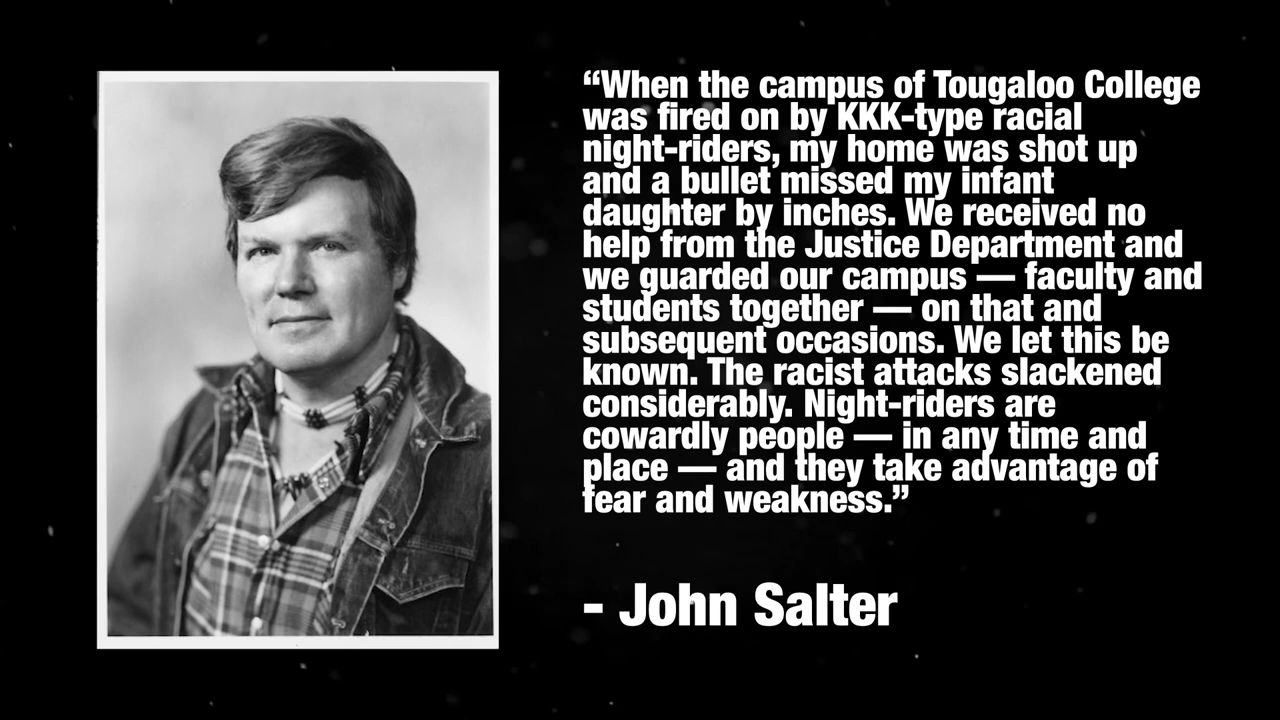 “When the campus of Tougaloo College
was fired on by KKK-type racial
night-riders, my home was shot up
and a bullet missed my infant
daughter by inches. We received no
help from the Justice Department and
we guarded our campus — faculty and
students together — on that and
subsequent occasions. We let this be
known. The racist attacks slackened
considerably. Night-riders are
cowardly people — in any time and
place — and they take advantage of
fear and weakness.”
- John Salter